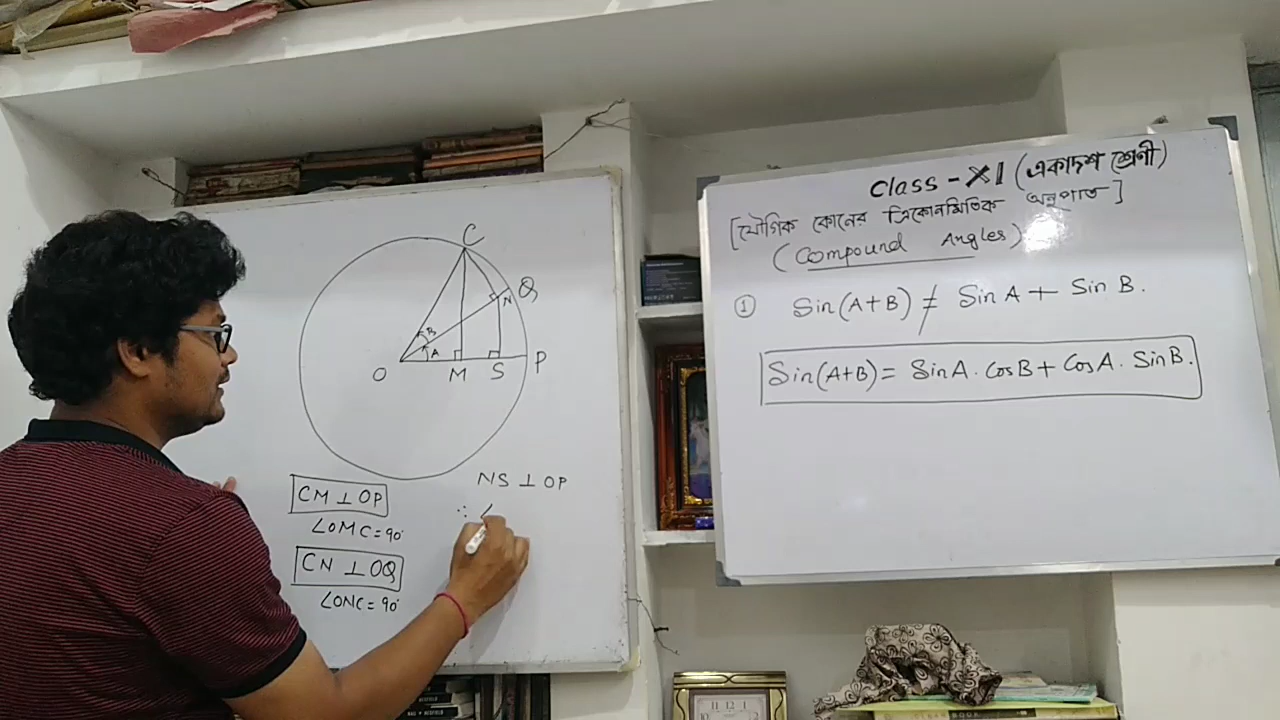 C
Q
N
B
A
O
M
S
P
CM ⊥ OP
∠OMC = 90°
CN ⊥ OQ
∠ONC = 90°
NS ⊥ OP
∴ ∠
Class - XI (একাদশ শ্রেণী)
[যৌগিক কোনের ত্রিকোনমিতিক অনুপাত]
(Compound Angles)
① Sin(A+B) ≠ Sin A + Sin B.
Sin(A+B) = SinA . CosB + CosA . SinB.